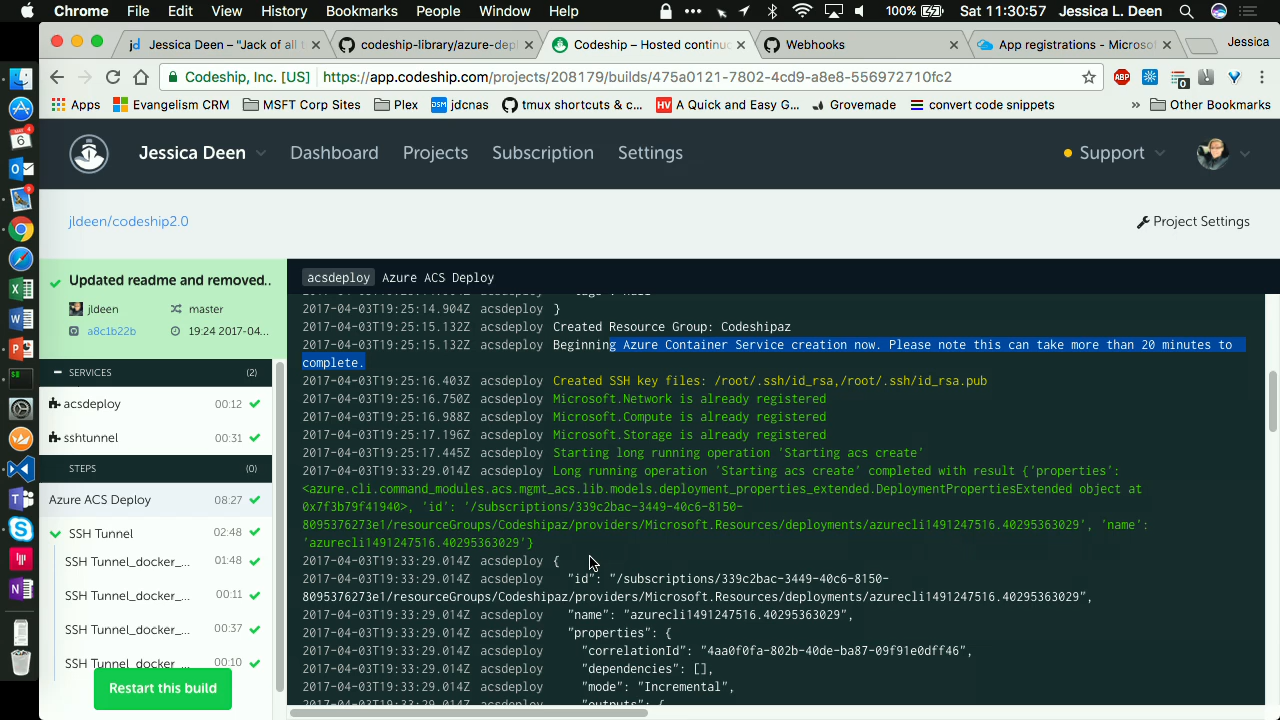 Chrome File Edit View History Bookmarks People Window Help 100% Sat 11:30:57 Jessica L. Deen
Jessica Deen – "Jack of all t
codeship-library/azure-depl
Codeship – Hosted continuo
Webhooks
App registrations - Microsof
Jessica
Codeship, Inc. [US] https://app.codeship.com/projects/208179/builds/475a0121-7802-4cd9-a8e8-556972710fc2
ABP
0
Apps Evangelism CRM MSFT Corp Sites Plex DSM jdcnas tmux shortcuts & c... HV A Quick and Easy G... Grovemade convert code snippets » Other Bookmarks
Jessica Deen Dashboard Projects Subscription Settings Support
jldeen/codeship2.0 Project Settings
Updated readme and removed..
jldeen master
a8c1b22b 19:24 2017-04...
SERVICES (2)
acsdeploy 00:12
sshtunnel 00:31
STEPS (0)
Azure ACS Deploy 08:27
SSH Tunnel 02:48
SSH Tunnel_docker_... 01:48
SSH Tunnel_docker_... 00:11
SSH Tunnel_docker_... 00:37
SSH Tunnel_docker_... 00:10
Restart this build
acsdeploy Azure ACS Deploy
2017-04-03T19:25:14.904Z acsdeploy }
2017-04-03T19:25:15.132Z acsdeploy Created Resource Group: Codeshipaz
2017-04-03T19:25:15.132Z acsdeploy Beginning Azure Container Service creation now. Please note this can take more than 20 minutes to
complete.
2017-04-03T19:25:16.403Z acsdeploy Created SSH key files: /root/.ssh/id_rsa,/root/.ssh/id_rsa.pub
2017-04-03T19:25:16.750Z acsdeploy Microsoft.Network is already registered
2017-04-03T19:25:16.988Z acsdeploy Microsoft.Compute is already registered
2017-04-03T19:25:17.196Z acsdeploy Microsoft.Storage is already registered
2017-04-03T19:25:17.445Z acsdeploy Starting long running operation 'Starting acs create'
2017-04-03T19:33:29.014Z acsdeploy Long running operation 'Starting acs create' completed with result {'properties':
<azure.cli.command_modules.acs.mgmt_acs.lib.models.deployment_properties_extended.DeploymentPropertiesExtended object at
0x7f3b79f41940>, 'id': '/subscriptions/339c2bac-3449-40c6-8150-
8095376273e1/resourceGroups/Codeshipaz/providers/Microsoft.Resources/deployments/azurecli1491247516.40295363029', 'name':
'azurecli1491247516.40295363029'}
2017-04-03T19:33:29.014Z acsdeploy {
2017-04-03T19:33:29.014Z acsdeploy "id": "/subscriptions/339c2bac-3449-40c6-8150-
8095376273e1/resourceGroups/Codeshipaz/providers/Microsoft.Resources/deployments/azurecli1491247516.40295363029",
2017-04-03T19:33:29.014Z acsdeploy "name": "azurecli1491247516.40295363029",
2017-04-03T19:33:29.014Z acsdeploy "properties": {
2017-04-03T19:33:29.014Z acsdeploy "correlationId": "4aa0f0fa-802b-40de-ba87-09f91e0dff46",
2017-04-03T19:33:29.014Z acsdeploy "dependencies": [],
2017-04-03T19:33:29.014Z acsdeploy "mode": "Incremental",
2017-04-03T19:33:29.014Z acsdeploy "outputs": {